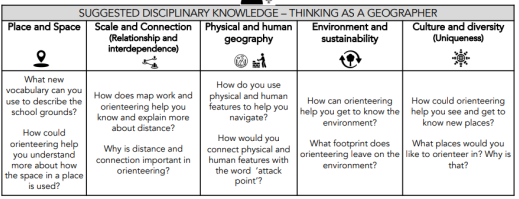 SUGGESTED DISCIPLINARY KNOWLEDGE – THINKING AS A GEOGRAPHER
Place and Space
Scale and Connection
(Relationship and
interdependence)
Physical and human
geography
Environment and
sustainability
Culture and diversity
(Uniqueness)
What new
vocabulary can you
use to describe the
school grounds?
How could
orienteering help
you understand
more about how
the space in a place
is used?
How does map work and
orienteering help you
know and explain more
about distance?
Why is distance and
connection important in
orienteering?
How do you use
physical and human
features to help you
navigate?
How would you
connect physical and
human features with
the word 'attack
point'?
How can orienteering
help you get to know the
environment?
What footprint does
orienteering leave on the
environment?
How could orienteering
help you see and get to
know new places?
What places would you
like to orienteer in? Why is
that?